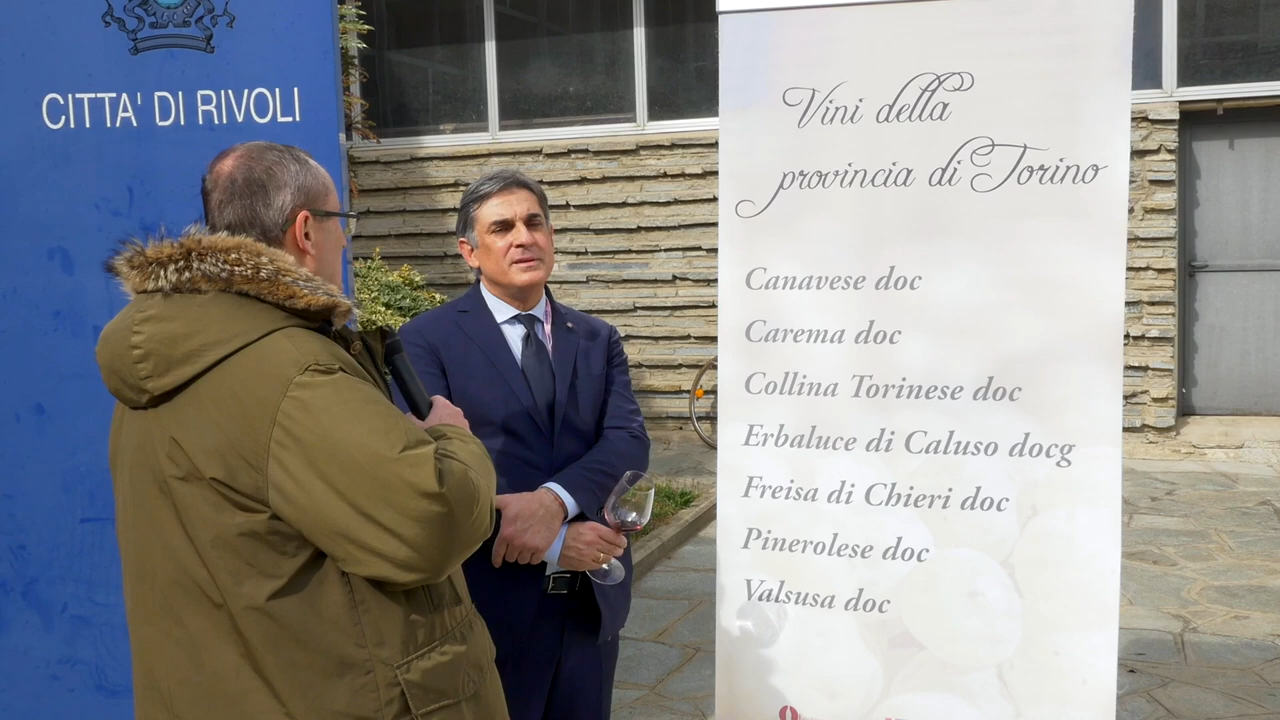 CITTA' DI RIVOLI
Vini della
provincia di Torino
Canavese doc
Carema doc
Collina Torinese doc
Erbaluce di Caluso docg
Freisa di Chieri doc
Pinerolese doc
Valsusa doc